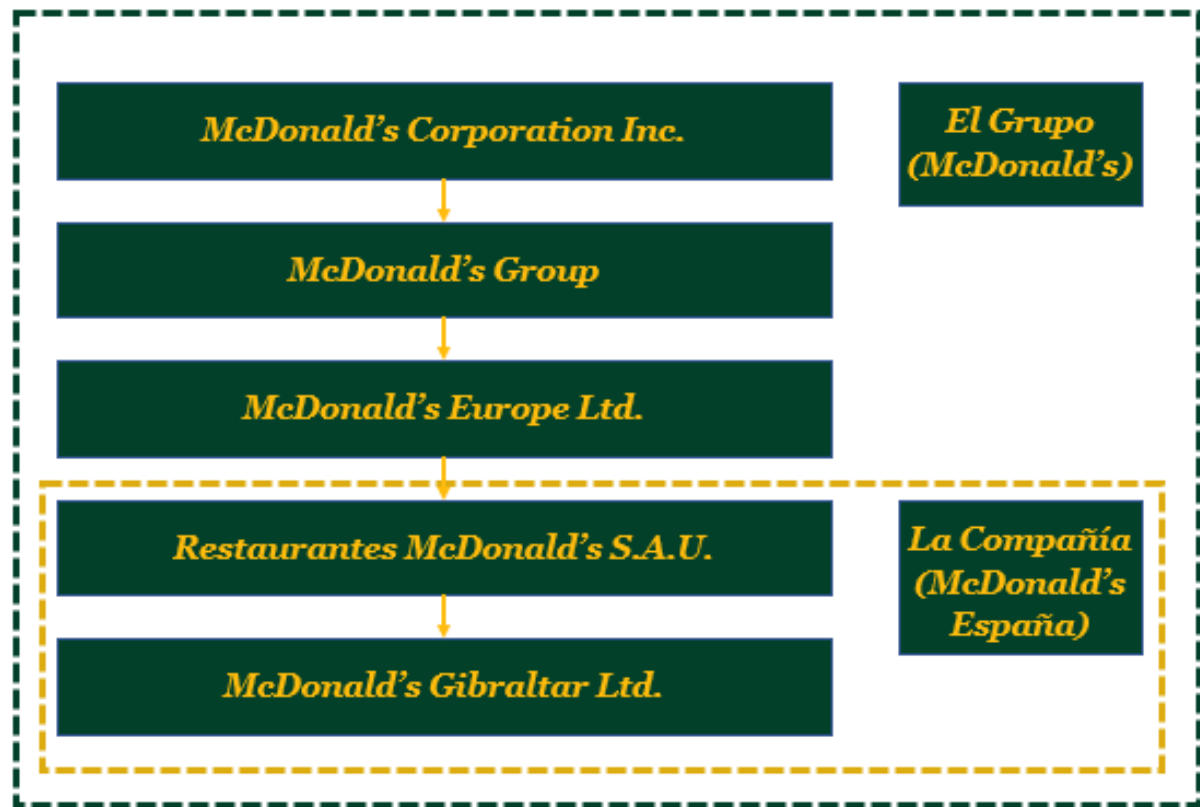 McDonald’s Corporation Inc.
El Grupo
(McDonald’s)
McDonald’s Group
McDonald’s Europe Ltd.
Restaurantes McDonald’s S.A.U.
La Compañía
(McDonald’s
España)
McDonald’s Gibraltar Ltd.